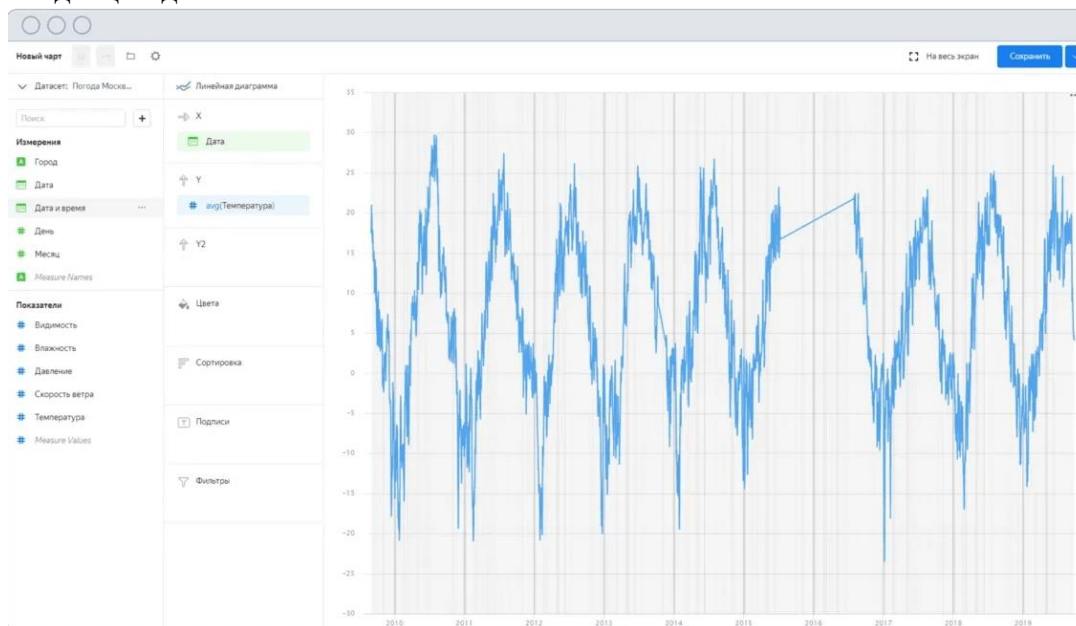 Новый чарт
На весь экран
Сохранить
Датасет: Погода Москв...
Поиск
Измерения
Город
Дата
Дата и время
День
Месяц
Measure Names
Показатели
Видимость
Влажность
Давление
Скорость ветра
Температура
Measure Values
Линейная диаграмма
X
Дата
Y
avg(Температура)
Y2
Цвета
Сортировка
Подписи
Фильтры
35
30
25
20
15
10
5
0
-5
-10
-15
-20
-25
-30
2010 2011 2012 2013 2014 2015 2016 2017 2018 2019